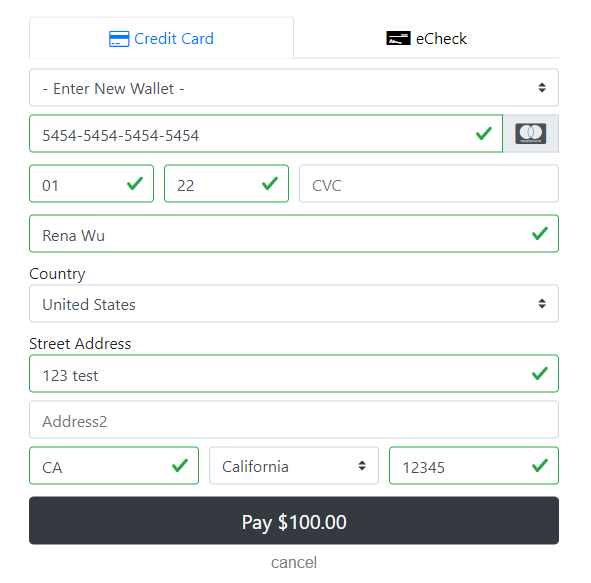 Credit Card eCheck
- Enter New Wallet -
5454-5454-5454-5454
01 22 CVC
Rena Wu
Country
United States
Street Address
123 test
Address2
CA California 12345
Pay $100.00
cancel